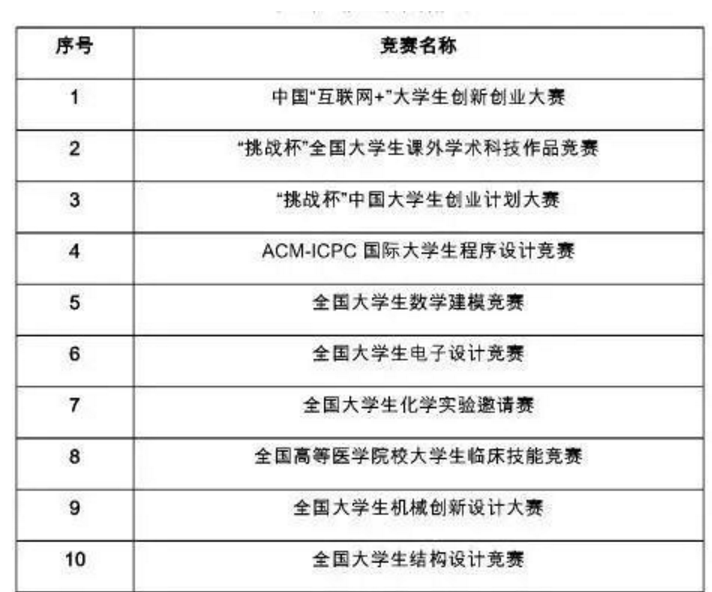 序号 竞赛名称
1 中国“互联网+”大学生创新创业大赛
2 “挑战杯”全国大学生课外学术科技作品竞赛
3 “挑战杯”中国大学生创业计划大赛
4 ACM-ICPC 国际大学生程序设计竞赛
5 全国大学生数学建模竞赛
6 全国大学生电子设计竞赛
7 全国大学生化学实验邀请赛
8 全国高等医学院校大学生临床技能竞赛
9 全国大学生机械创新设计大赛
10 全国大学生结构设计竞赛